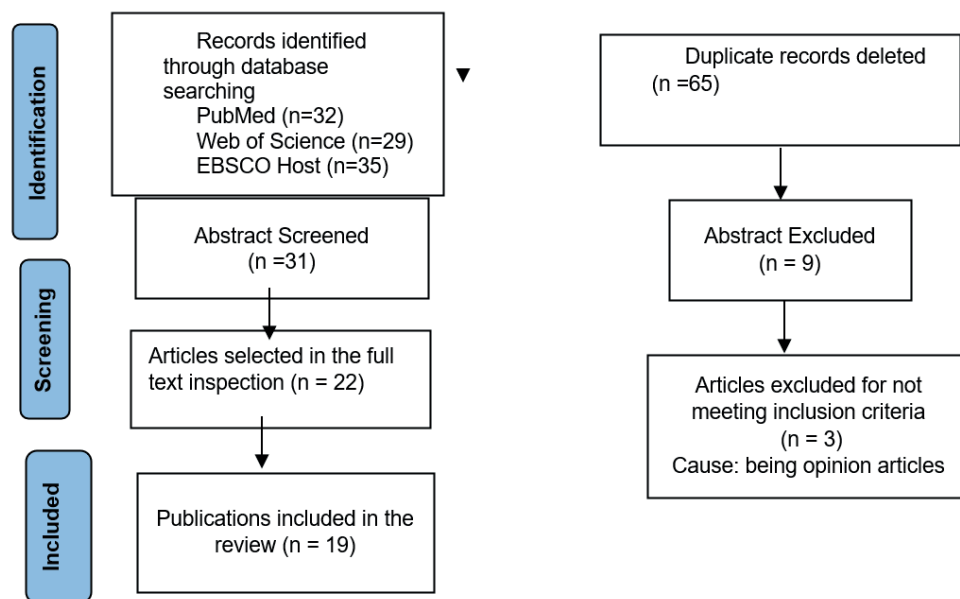 Identification
Records identified
through database
searching
PubMed (n=32)
Web of Science (n=29)
EBSCO Host (n=35)
Duplicate records deleted
(n =65)
Abstract Screened
(n =31)
Abstract Excluded
(n = 9)
Screening
Articles selected in the full
text inspection (n = 22)
Articles excluded for not
meeting inclusion criteria
(n = 3)
Cause: being opinion articles
Included
Publications included in the
review (n = 19)